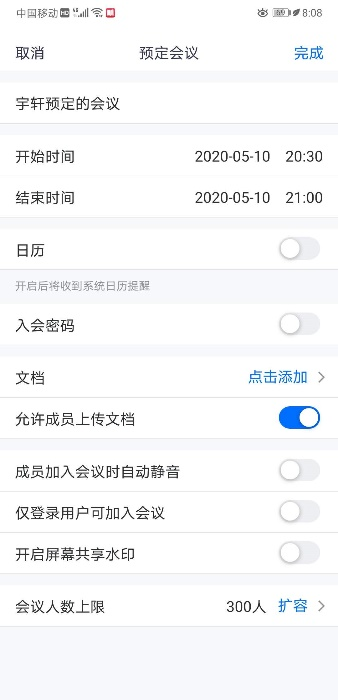 中国移动 8:08
取消 预定会议 完成
宇轩预定的会议
开始时间 2020-05-10 20:30
结束时间 2020-05-10 21:00
日历
开启后将收到系统日历提醒
入会密码
文档 点击添加
允许成员上传文档
成员加入会议时自动静音
仅登录用户可加入会议
开启屏幕共享水印
会议人数上限 300人 扩容